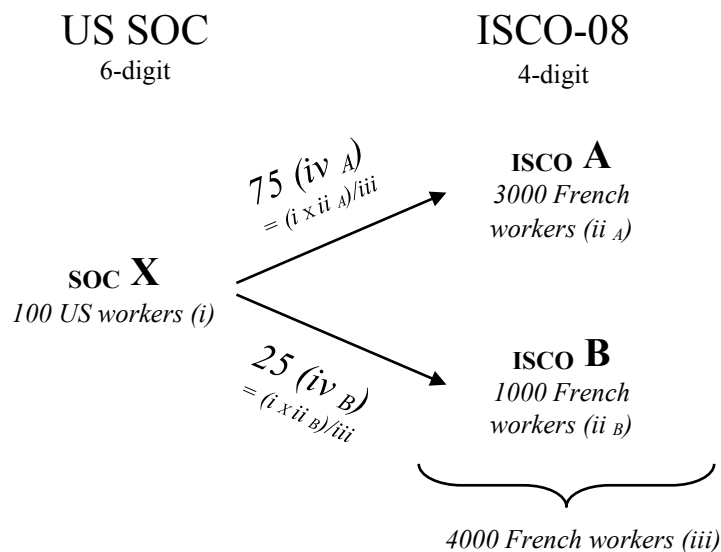 US SOC
6-digit
ISCO-08
4-digit
75 (iv A)
= (i x ii A)/iii
ISCO A
3000 French
workers (ii A)
SOC X
100 US workers (i)
25 (iv B)
= (i x ii B)/iii
ISCO B
1000 French
workers (ii B)
4000 French workers (iii)